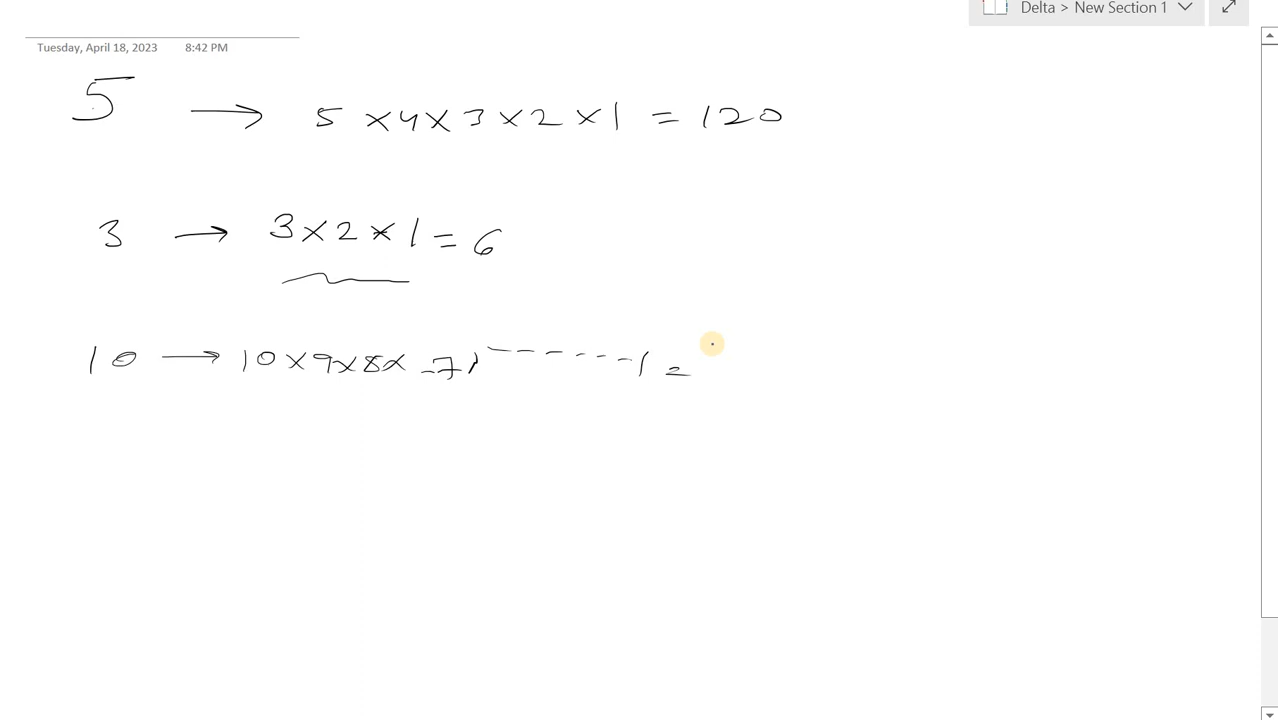 Delta > New Section 1
Tuesday, April 18, 2023 8:42 PM
5 → 5 × 4 × 3 × 2 × 1 = 120
3 → 3 × 2 × 1 = 6
10 → 10 × 9 × 8 × - 7 x ------ 1 =